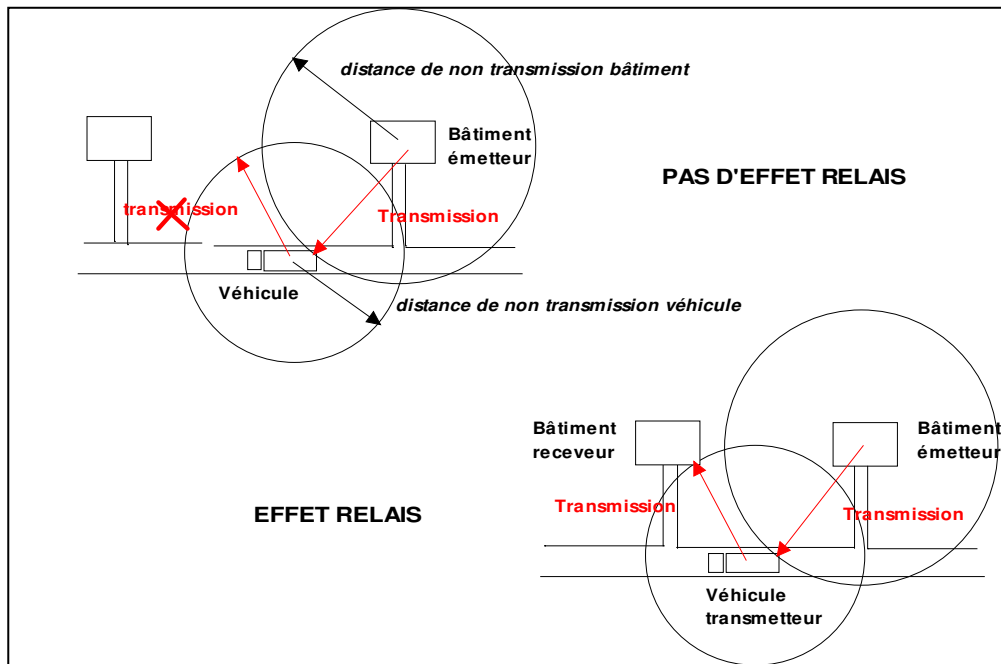 distance de non transmission bâtiment
Bâtiment
émetteur
PAS D'EFFET RELAIS
transmission
Transmission
Véhicule
distance de non transmission véhicule
Bâtiment
receveur
Bâtiment
émetteur
Transmission
Transmission
EFFET RELAIS
Véhicule
transmetteur